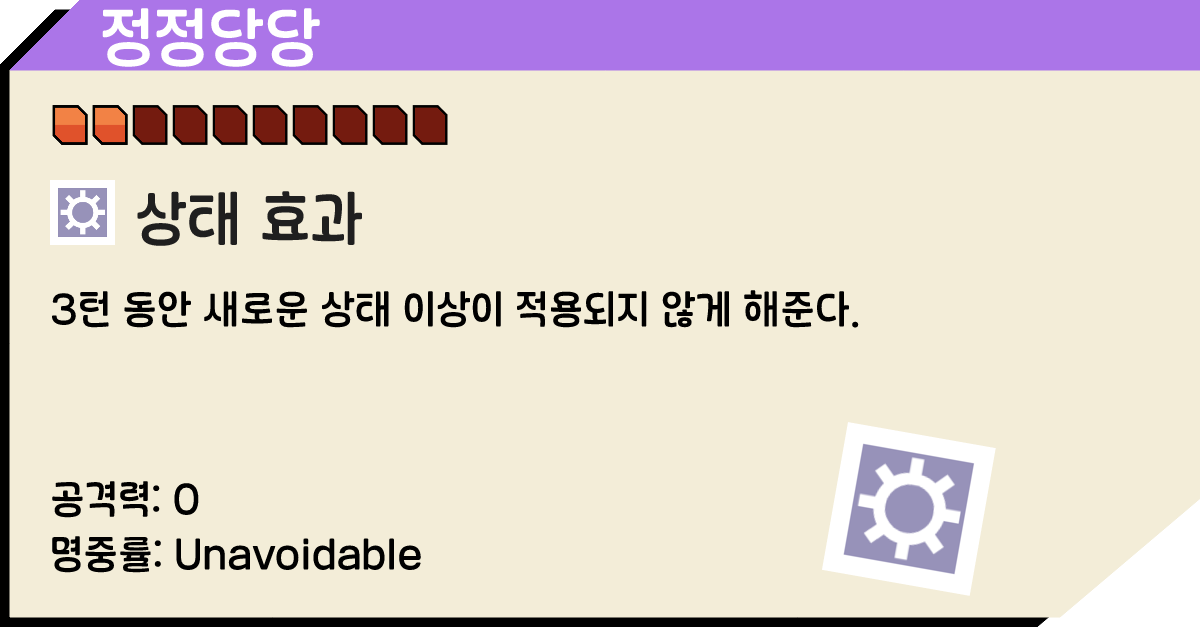 정정당당
상태 효과
3턴 동안 새로운 상태 이상이 적용되지 않게 해준다.
공격력: 0
명중률: Unavoidable